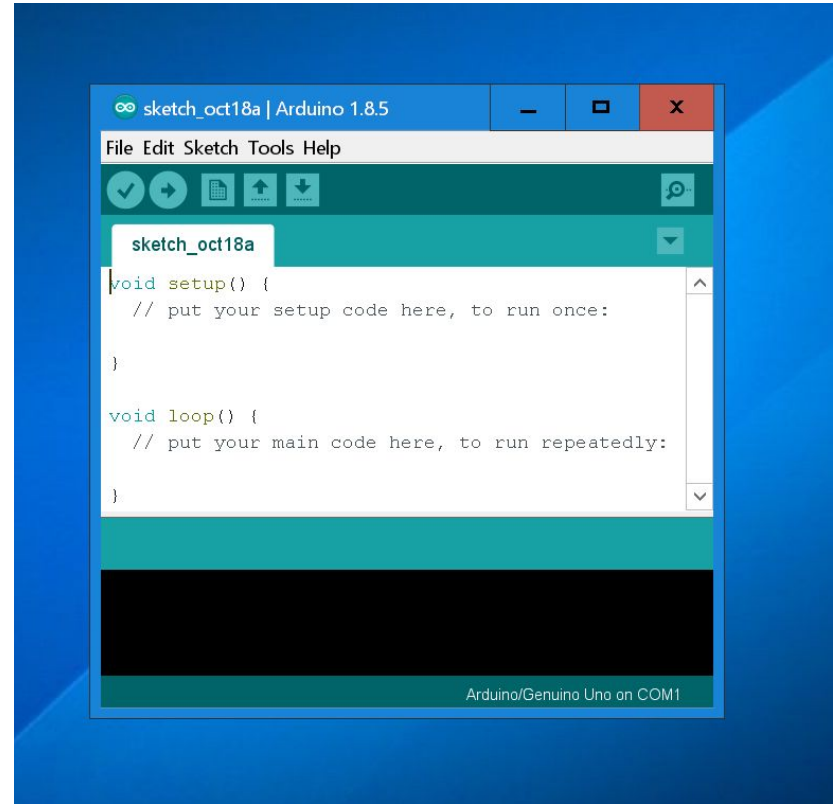 sketch_oct18a | Arduino 1.8.5
File Edit Sketch Tools Help
sketch_oct18a
void setup() {
  // put your setup code here, to run once:

}

void loop() {
  // put your main code here, to run repeatedly:

}
Arduino/Genuino Uno on COM1